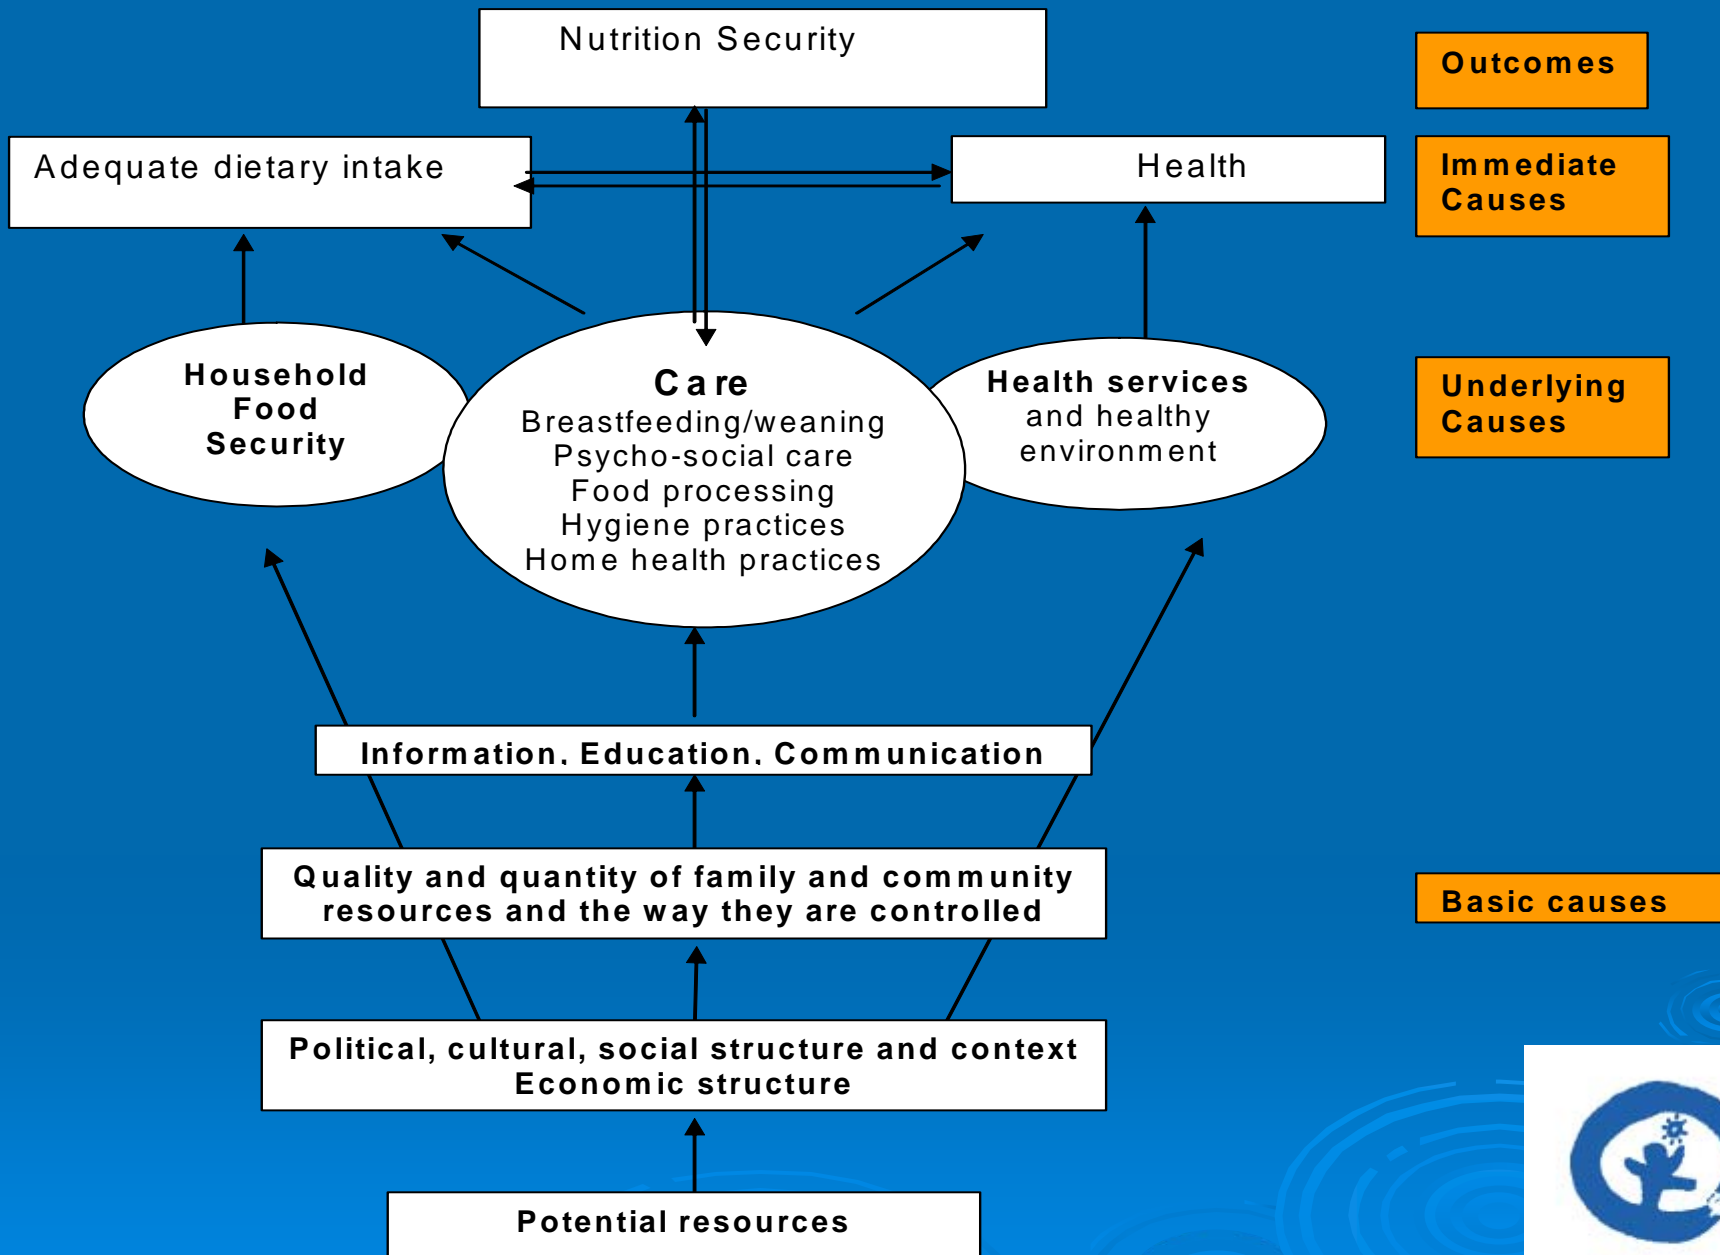 Nutrition Security
Outcomes
Adequate dietary intake
Health
Immediate
Causes
Household
Food
Security
Care
Breastfeeding/weaning
Psycho-social care
Food processing
Hygiene practices
Home health practices
Health services
and healthy
environment
Underlying
Causes
Information, Education, Communication
Quality and quantity of family and community
resources and the way they are controlled
Basic causes
Political, cultural, social structure and context
Economic structure
Potential resources